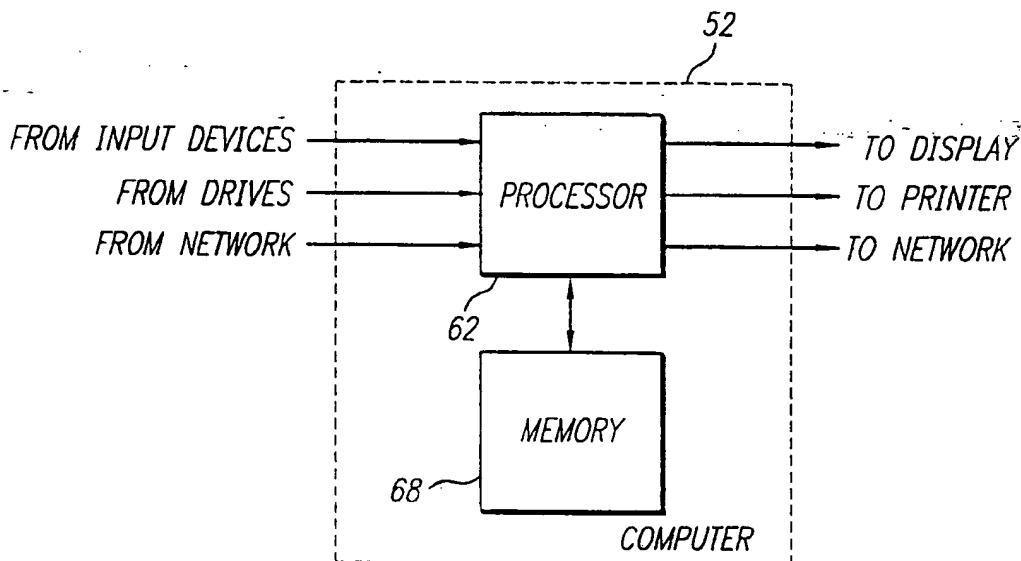 52
FROM INPUT DEVICES
FROM DRIVES
FROM NETWORK
PROCESSOR
TO DISPLAY
TO PRINTER
TO NETWORK
62
MEMORY
68
COMPUTER